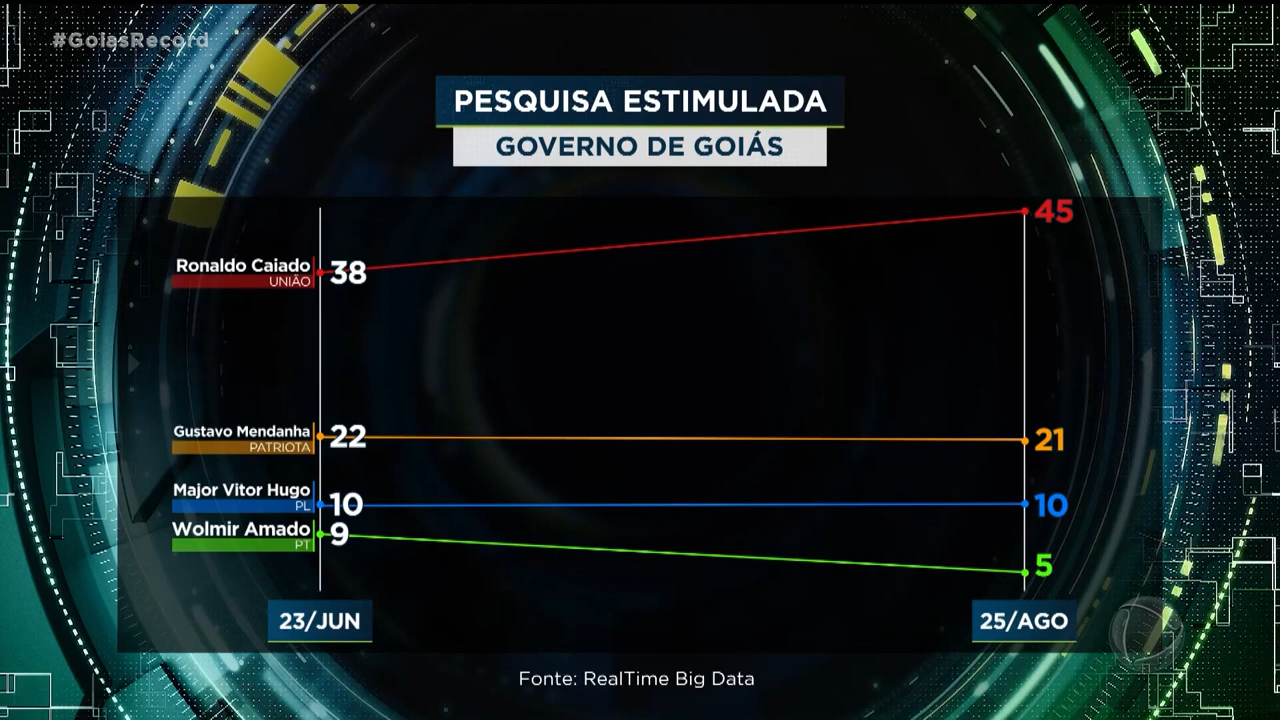 #GoiasRecord
PESQUISA ESTIMULADA
GOVERNO DE GOIÁS
45
Ronaldo Caiado 38
UNIÃO
Gustavo Mendanha 22 21
PATRIOTA
Major Vitor Hugo 10 10
PL
Wolmir Amado 9
PT
5
23/JUN 25/AGO
Fonte: RealTime Big Data